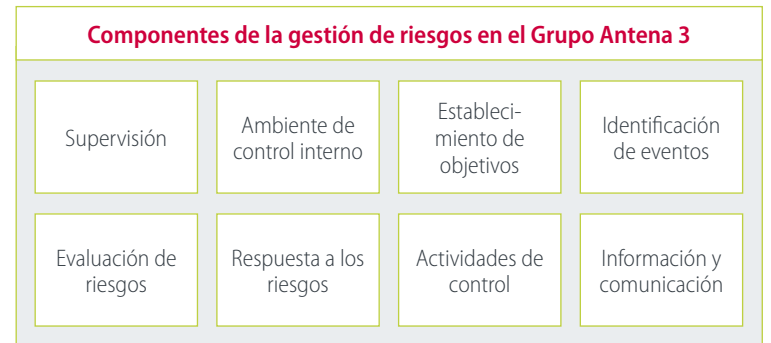 Componentes de la gestión de riesgos en el Grupo Antena 3
Supervisión
Ambiente de
control interno
Estableci-
miento de
objetivos
Identificación
de eventos
Evaluación de
riesgos
Respuesta a los
riesgos
Actividades de
control
Información y
comunicación